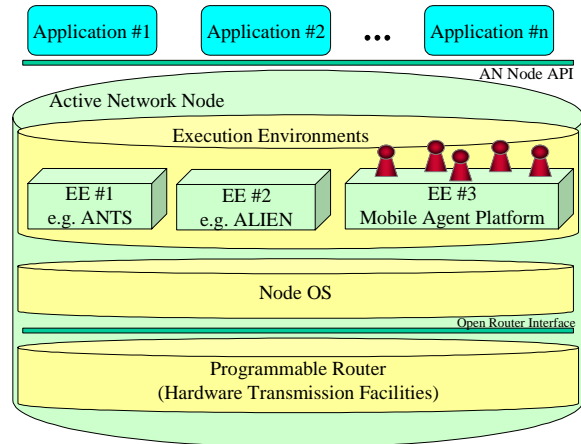 Application #1
Application #2
...
Application #n
AN Node API
Active Network Node
Execution Environments
EE #1
e.g. ANTS
EE #2
e.g. ALIEN
EE #3
Mobile Agent Platform
Node OS
Open Router Interface
Programmable Router
(Hardware Transmission Facilities)